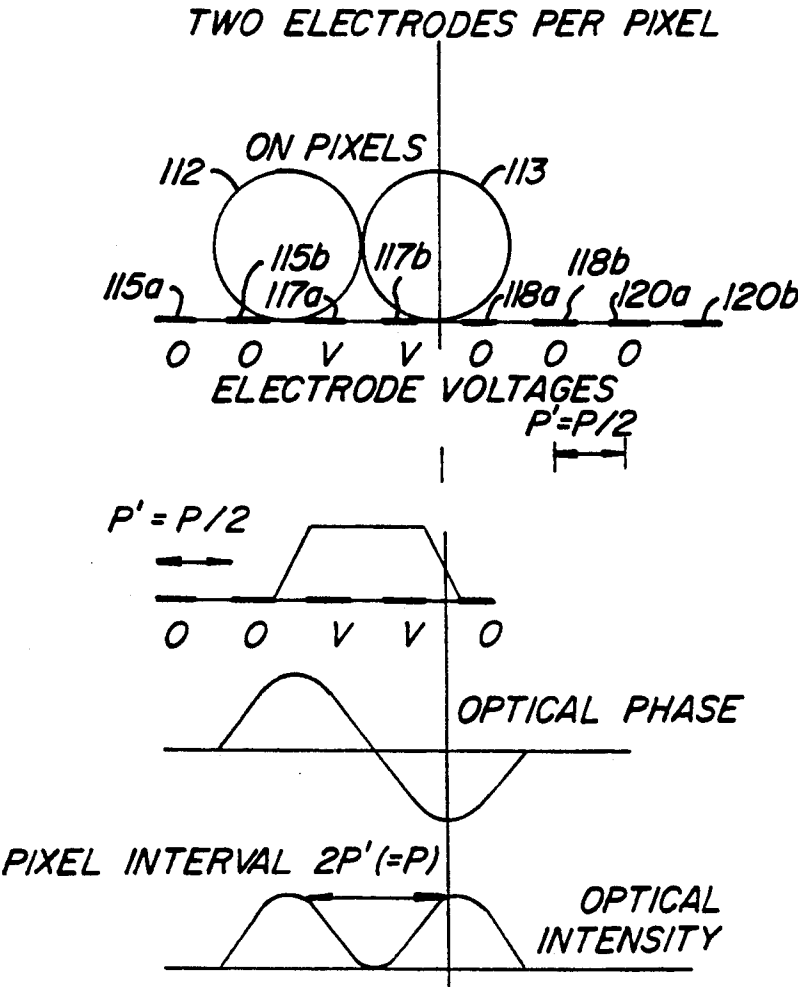 TWO ELECTRODES PER PIXEL
ON PIXELS
112
113
115a
115b
117a
117b
118a
118b
120a
120b
O O V V O O O
ELECTRODE VOLTAGES
P'=P/2
P'=P/2
O O V V O
OPTICAL PHASE
PIXEL INTERVAL 2P'(=P)
OPTICAL
INTENSITY